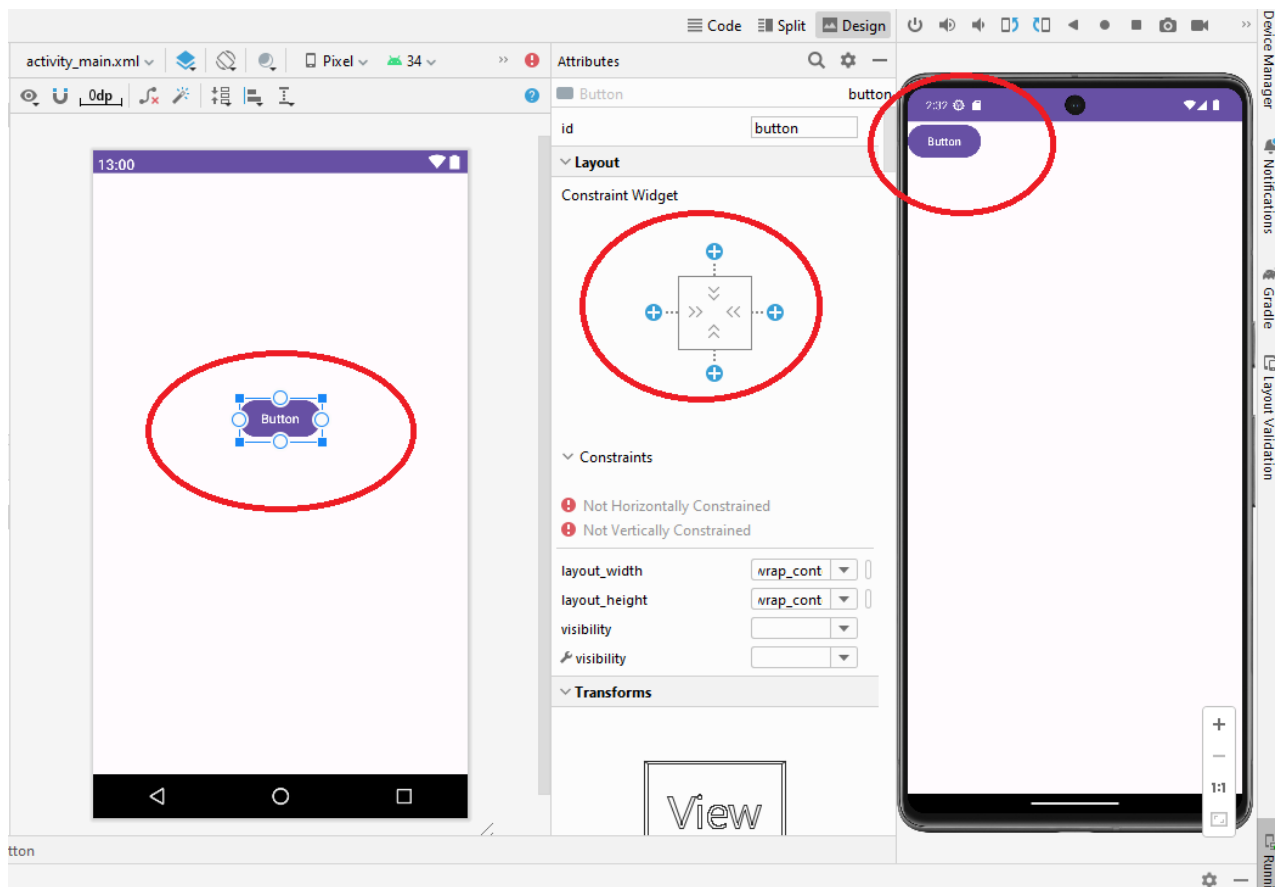 Code Split Design
activity_main.xml Pixel 34
Attributes
0dp
Button button
id button
Layout
Constraint Widget
13:00
Button
Constraints
Not Horizontally Constrained
Not Vertically Constrained
layout_width wrap_cont
layout_height wrap_cont
visibility
visibility
Transforms
View
2:32
Button
1:1
Device Manager
Notifications
Gradle
Layout Validation
tton